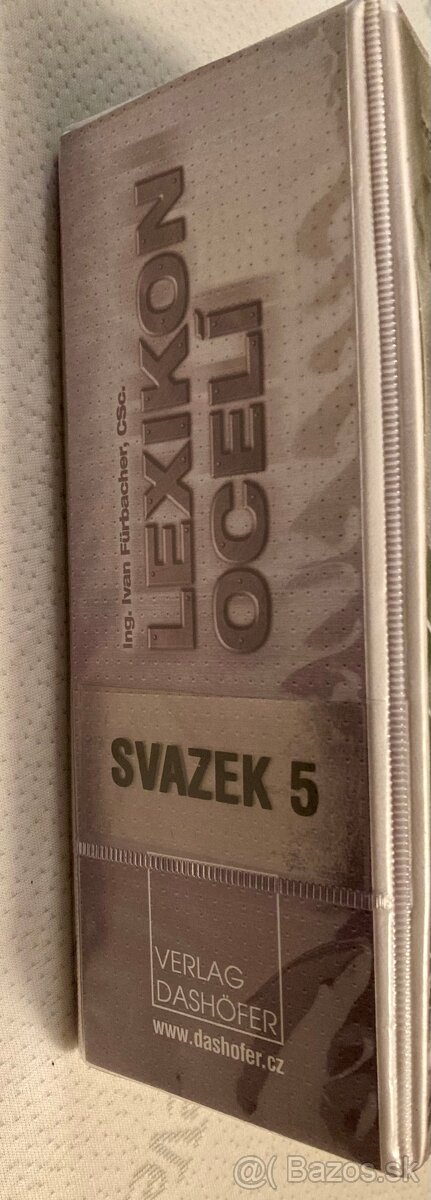 Ing. Ivan Fürbacher, CSc.
LEXIKON
OCELÍ
SVAZEK 5
VERLAG
DASHÖFER
www.dashofer.cz
@( Bazos.sk